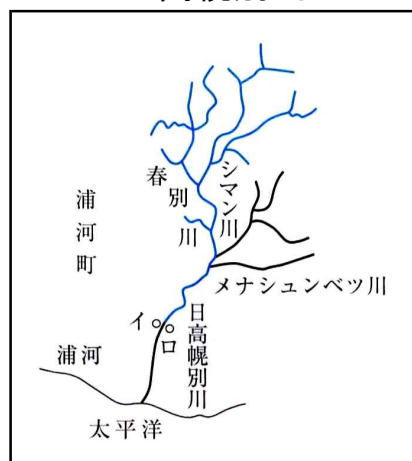 春別川
シマン川
浦河町
メナシュンベツ川
イ
ロ
日高幌別川
浦河
太平洋